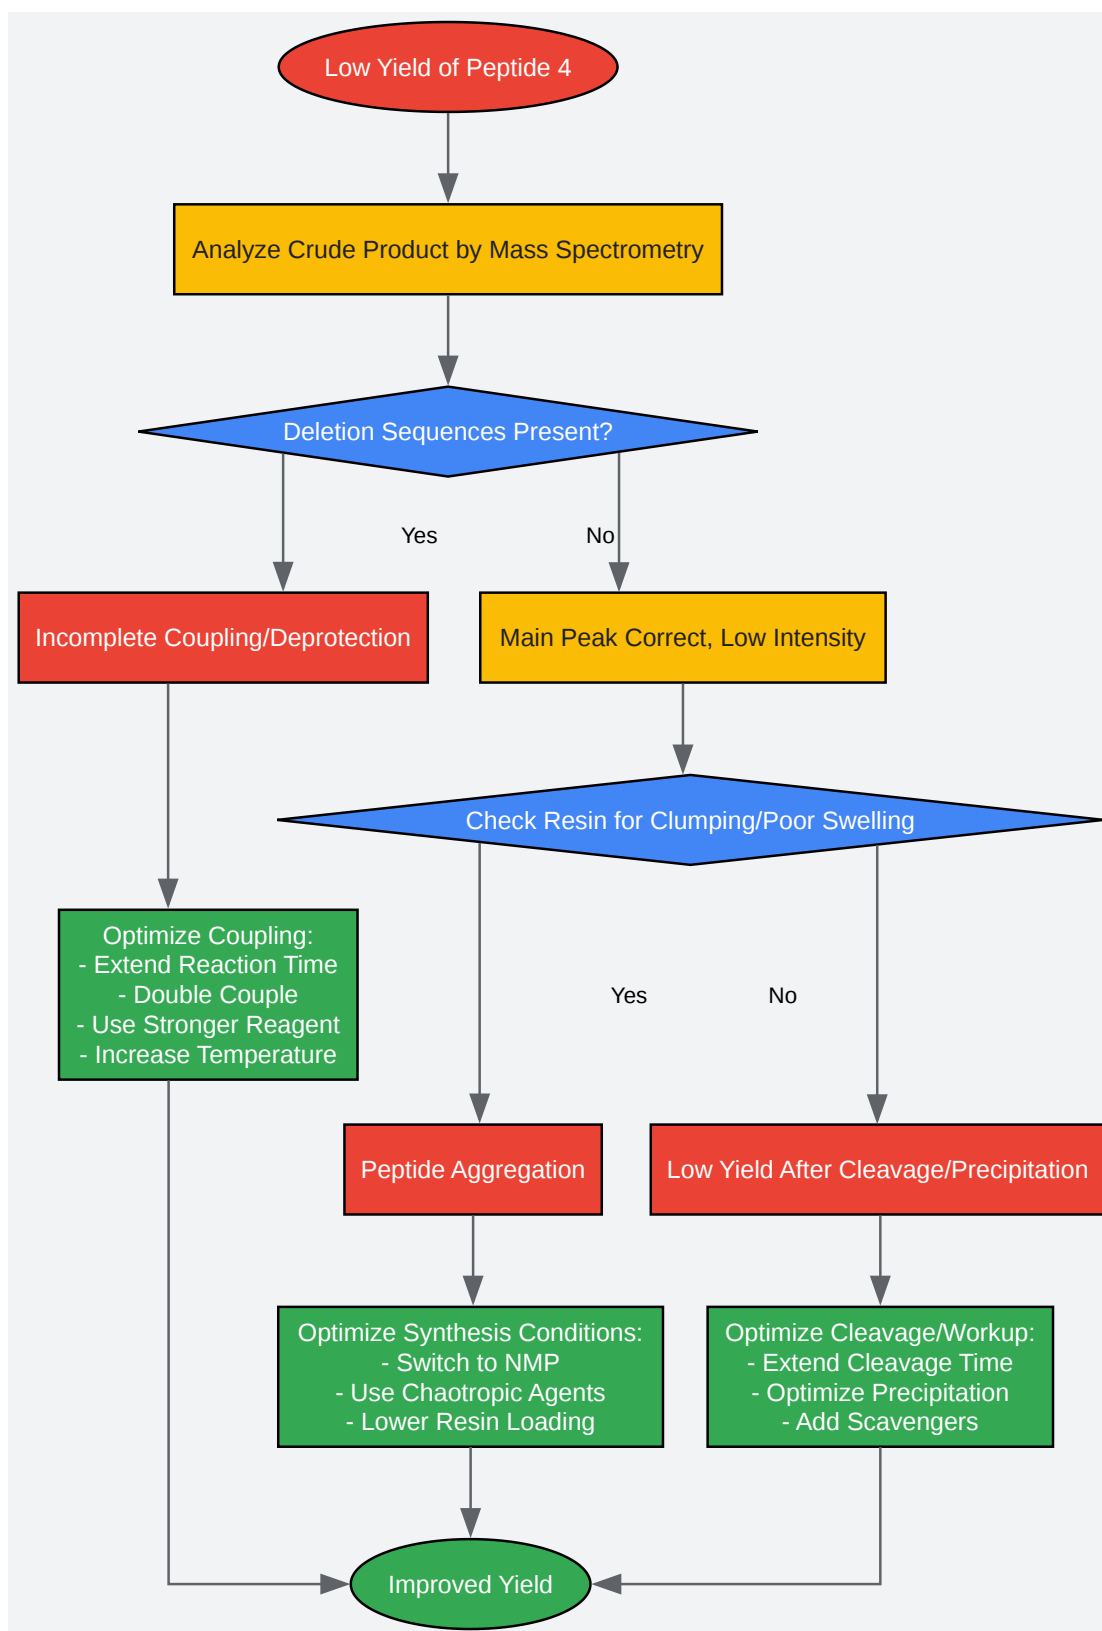 Low Yield of Peptide 4
Analyze Crude Product by Mass Spectrometry
Deletion Sequences Present?
Yes
No
Incomplete Coupling/Deprotection
Main Peak Correct, Low Intensity
Check Resin for Clumping/Poor Swelling
Optimize Coupling:
- Extend Reaction Time
- Double Couple
- Use Stronger Reagent
- Increase Temperature
Yes
No
Peptide Aggregation
Low Yield After Cleavage/Precipitation
Optimize Synthesis Conditions:
- Switch to NMP
- Use Chaotropic Agents
- Lower Resin Loading
Optimize Cleavage/Workup:
- Extend Cleavage Time
- Optimize Precipitation
- Add Scavengers
Improved Yield